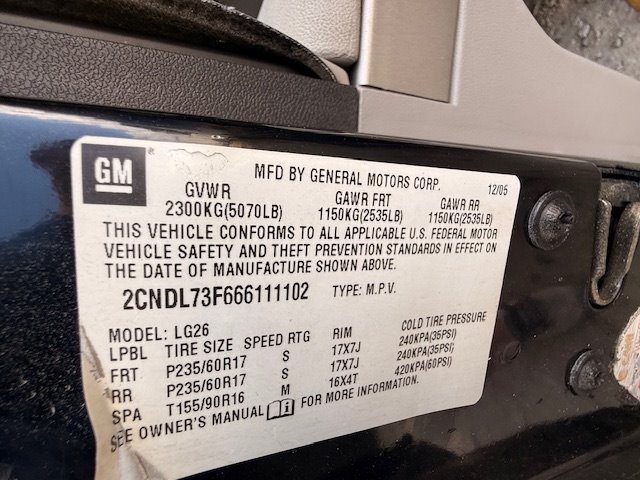 GM
MFD BY GENERAL MOTORS CORP. 12/05
GVWR GAWR FRT GAWR RR
2300KG(5070LB) 1150KG(2535LB) 1150KG(2535LB)
THIS VEHICLE CONFORMS TO ALL APPLICABLE U.S. FEDERAL MOTOR
VEHICLE SAFETY AND THEFT PREVENTION STANDARDS IN EFFECT ON
THE DATE OF MANUFACTURE SHOWN ABOVE.
2CNDL73F666111102 TYPE: M.P.V.
MODEL: LG26
LPBL TIRE SIZE SPEED RTG RIM COLD TIRE PRESSURE
FRT P235/60R17 S 17X7J 240KPA(35PSI)
RR P235/60R17 S 17X7J 240KPA(35PSI)
SPA T155/90R16 M 16X4T 420KPA(60PSI)
SEE OWNER'S MANUAL i FOR MORE INFORMATION.